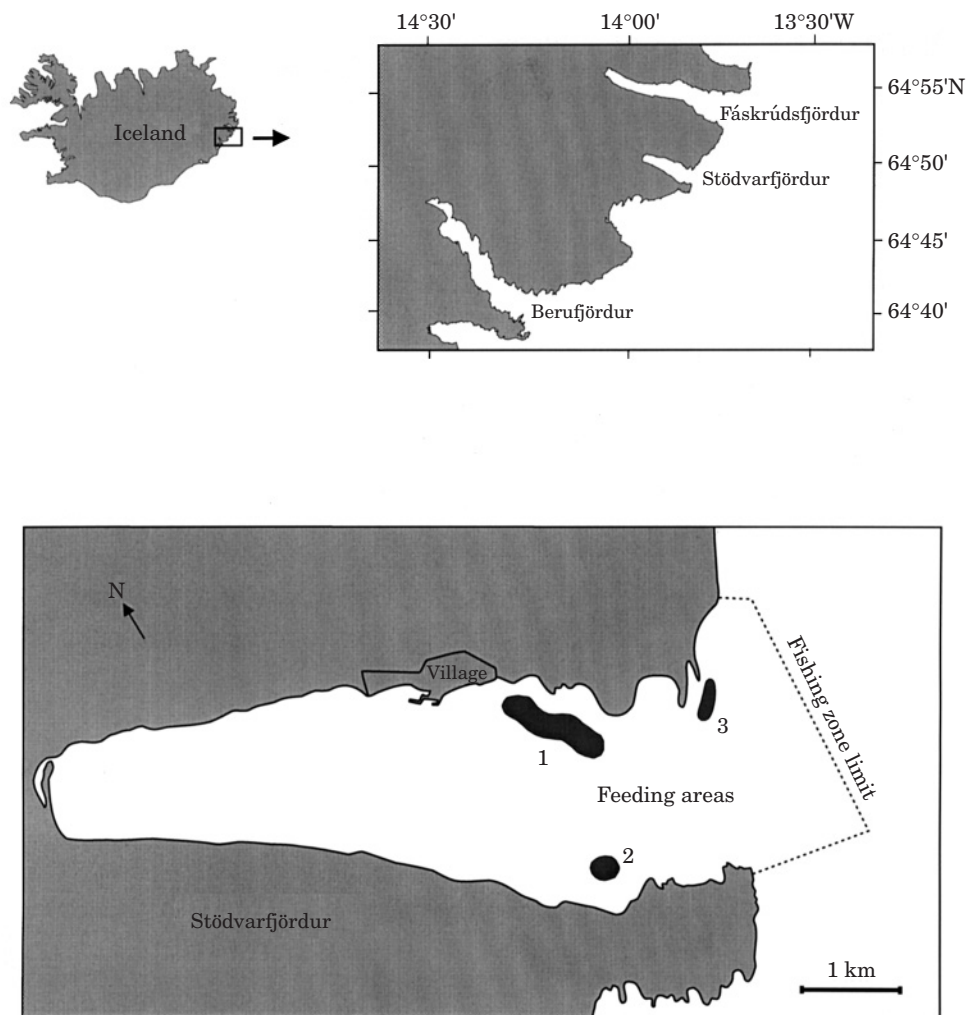 14°30'
14°00'
13°30'W
Iceland
64°55'N
Fáskrúdsfjördur
64°50'
Stödvarfjördur
64°45'
64°40'
Berufjördur
N
Village
Fishing zone limit
3
1
Feeding areas
2
Stödvarfjördur
1 km